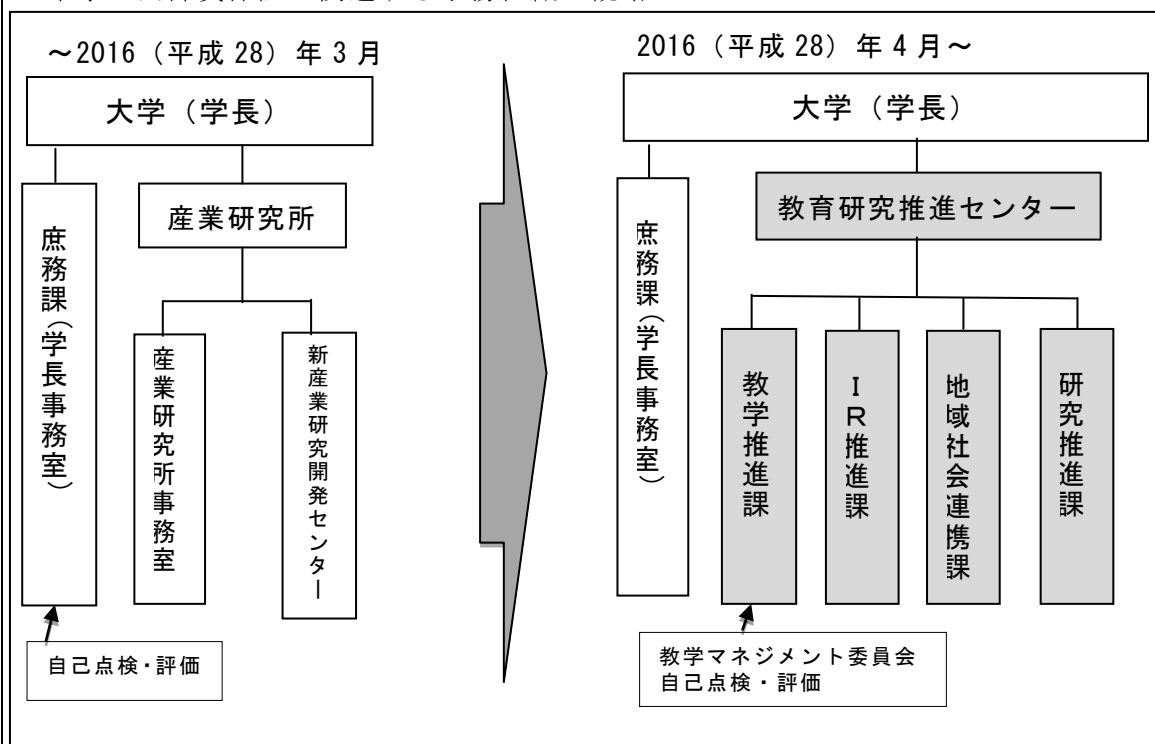 ～2016（平成 28）年 3 月
大学（学長）
産業研究所
庶務課（学長事務室）
産業研究所事務室
新産業研究開発センター
自己点検・評価
2016（平成 28）年 4 月～
大学（学長）
教育研究推進センター
庶務課（学長事務室）
教学推進課
ＩＲ推進課
地域社会連携課
研究推進課
教学マネジメント委員会
自己点検・評価